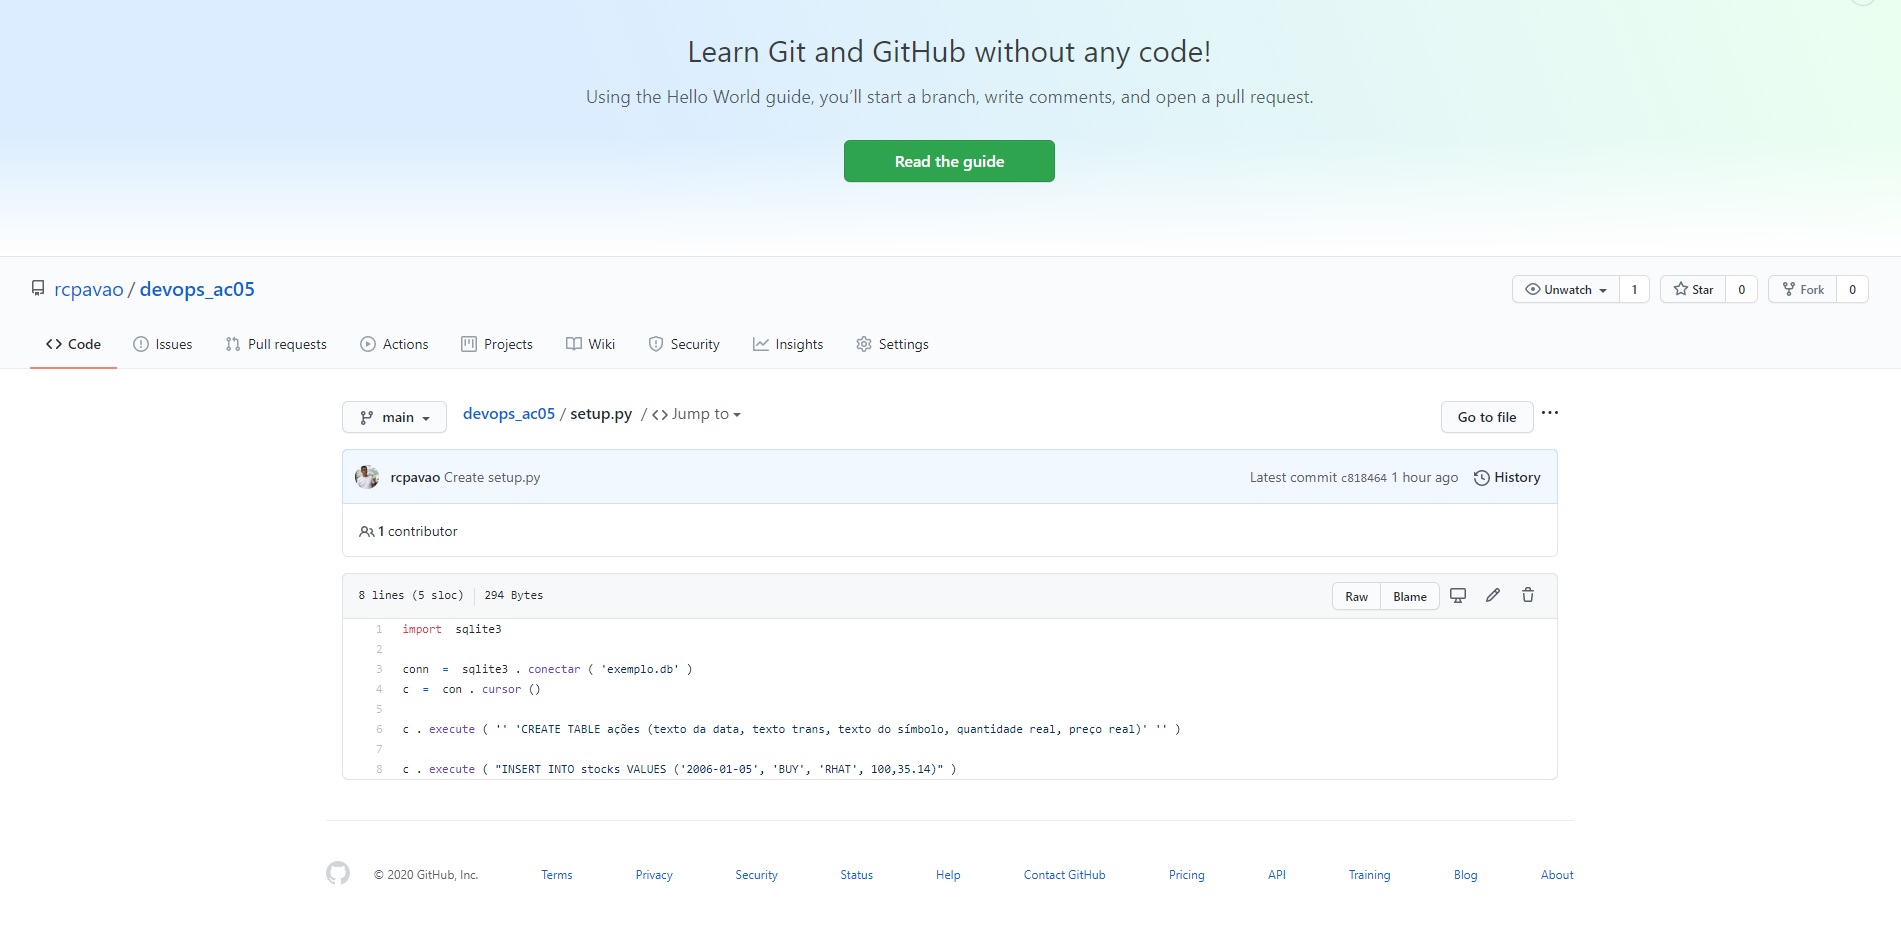 Learn Git and GitHub without any code!
Using the Hello World guide, you’ll start a branch, write comments, and open a pull request.
Read the guide
rcpavao / devops_ac05
Unwatch 1 Star 0 Fork 0
Code Issues Pull requests Actions Projects Wiki Security Insights Settings
main devops_ac05 / setup.py / <> Jump to Go to file ...
rcpavao Create setup.py Latest commit c818464 1 hour ago History
1 contributor
8 lines (5 sloc) 294 Bytes Raw Blame
1 import  sqlite3
2
3 conn  =  sqlite3 . conectar ( 'exemplo.db' )
4 c  =  con . cursor ()
5
6 c . execute ( '' 'CREATE TABLE ações (texto da data, texto trans, texto do símbolo, quantidade real, preço real)' '' )
7
8 c . execute ( "INSERT INTO stocks VALUES ('2006-01-05', 'BUY', 'RHAT', 100,35.14)" )
© 2020 GitHub, Inc. Terms Privacy Security Status Help Contact GitHub Pricing API Training Blog About